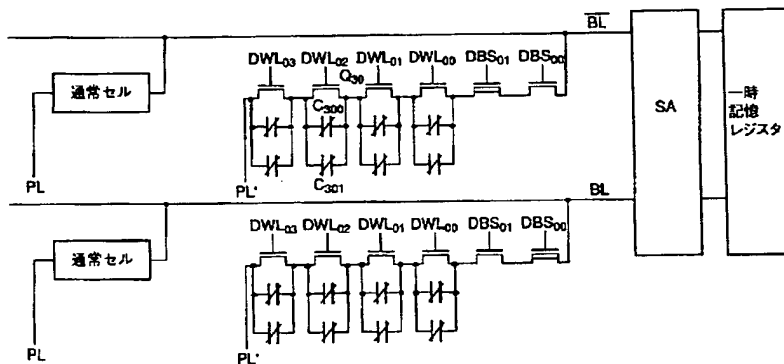 BL
DWL03 DWL02 DWL01 DWL00 DBS01 DBS00
Q30
通常セル
C300
SA
一時
記憶
レジスタ
C301
PL
PL'
BL
DWL03 DWL02 DWL01 DWL00 DBS01 DBS00
通常セル
PL
PL'